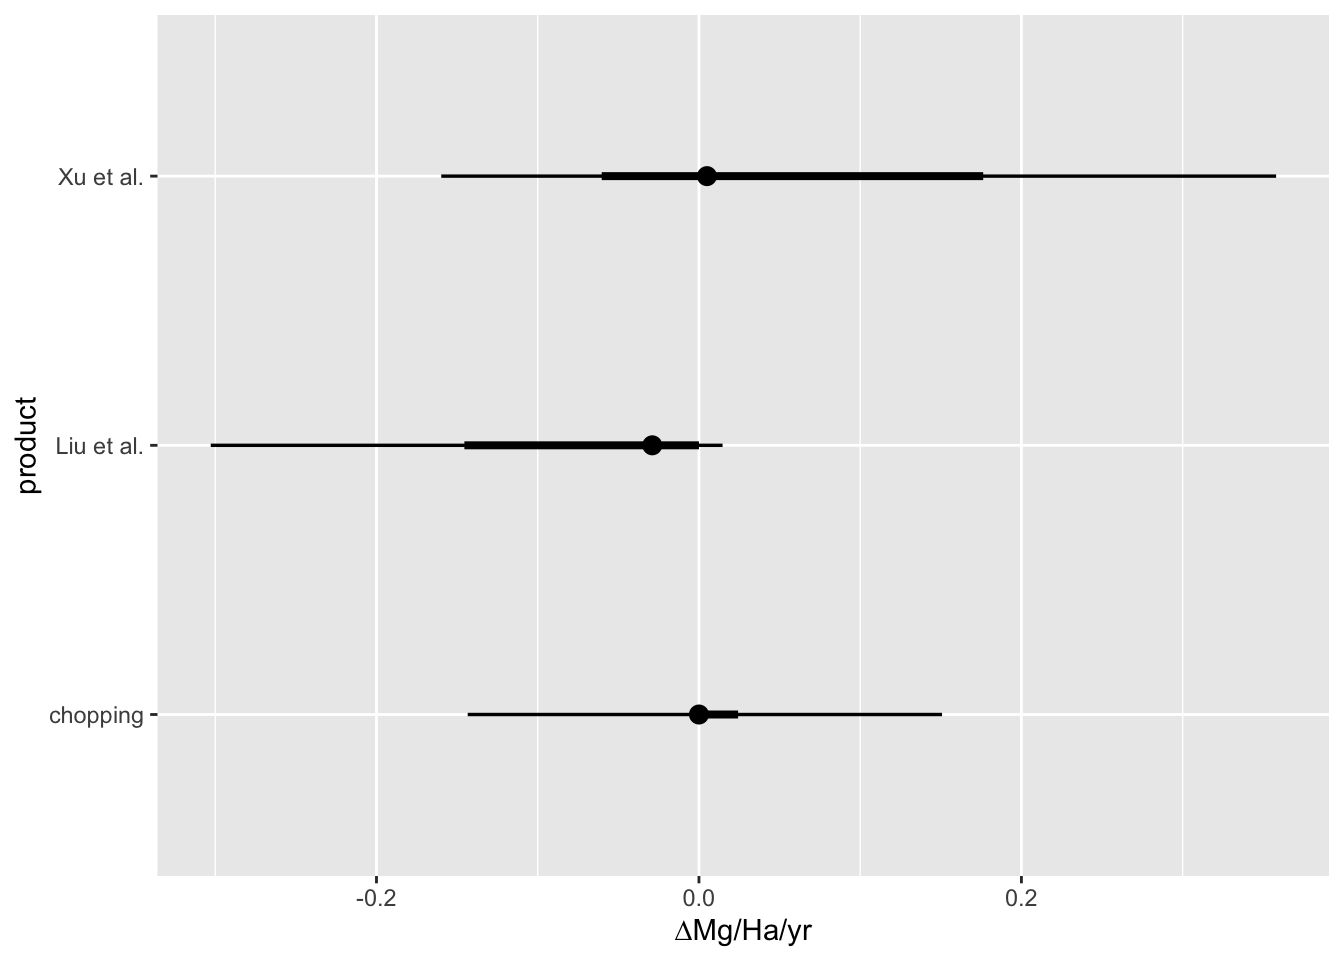 product
Xu et al.
Liu et al.
chopping
-0.2
0.0
0.2
ΔMg/Ha/yr